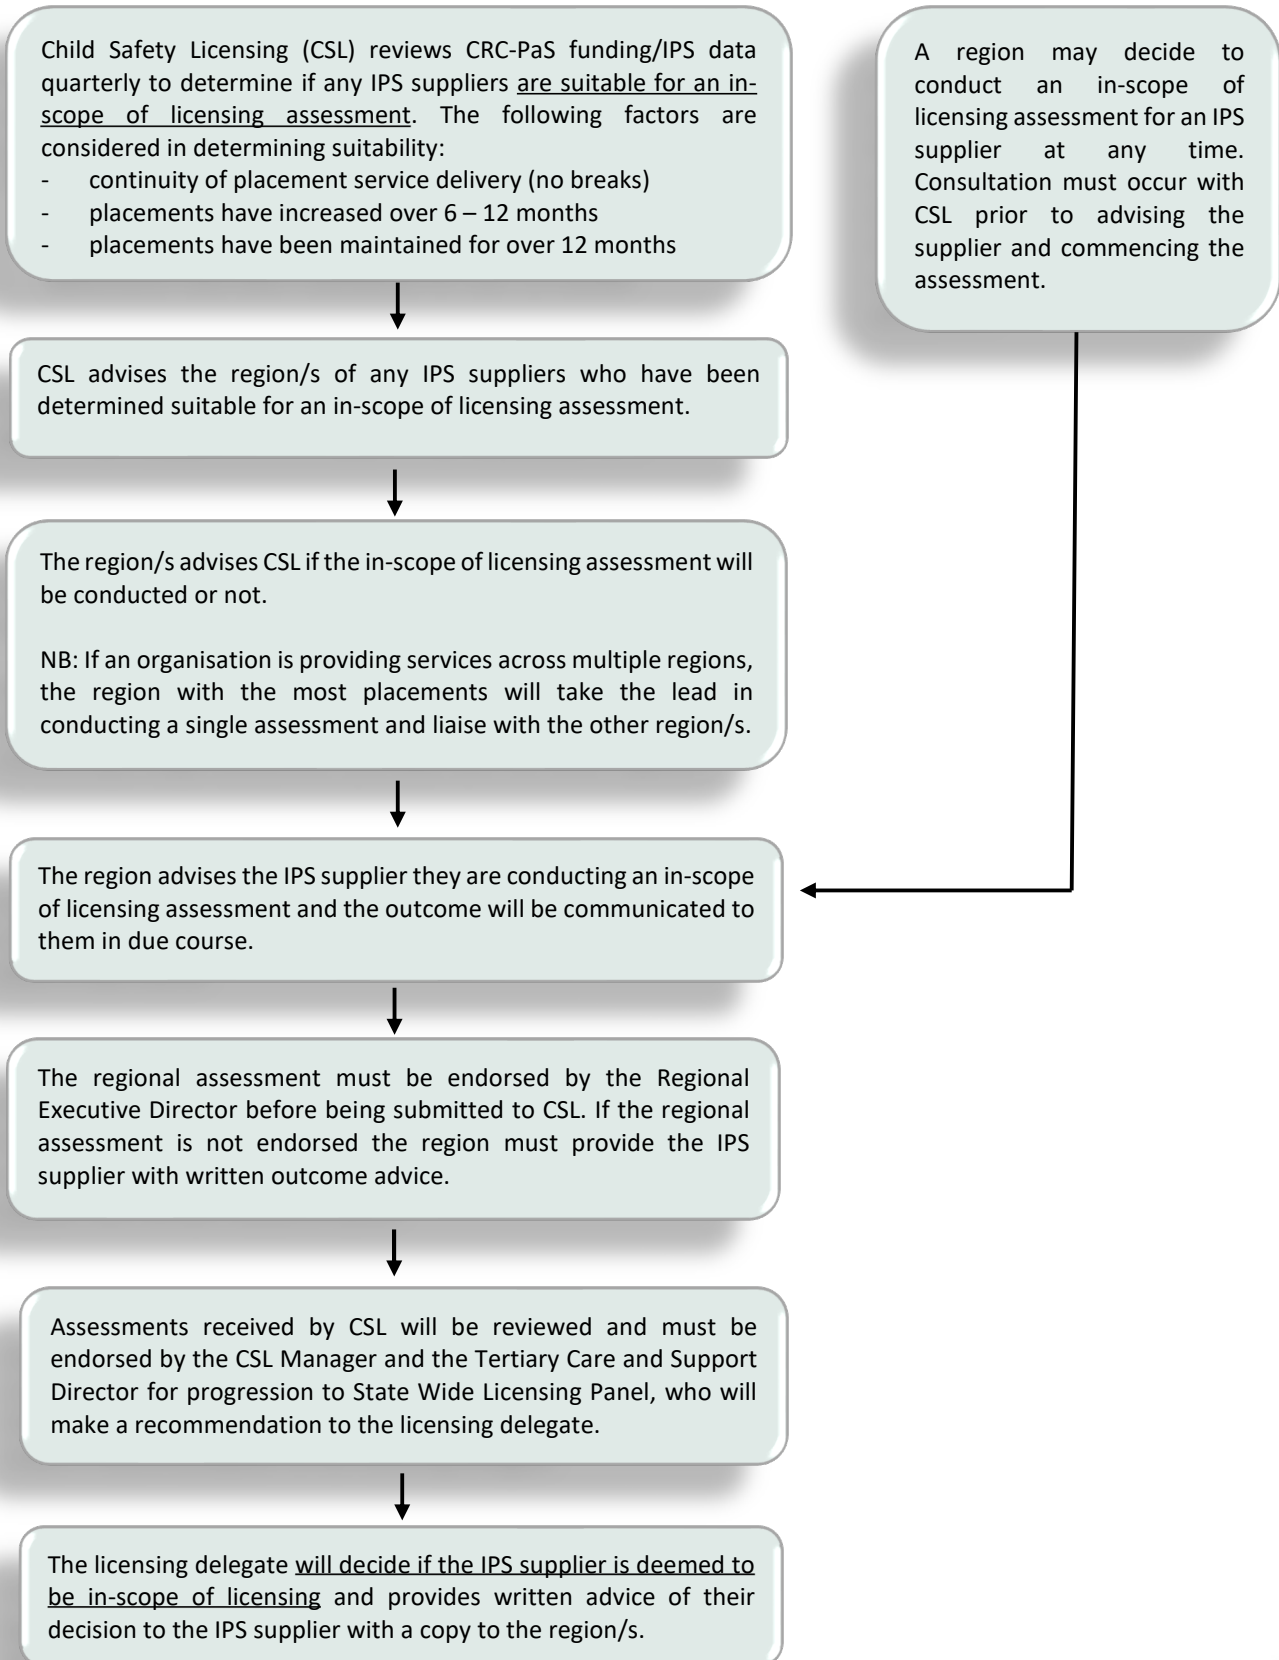 Child Safety Licensing (CSL) reviews CRC-PaS funding/IPS data
quarterly to determine if any IPS suppliers are suitable for an in-
scope of licensing assessment. The following factors are
considered in determining suitability:
- continuity of placement service delivery (no breaks)
- placements have increased over 6 – 12 months
- placements have been maintained for over 12 months
A region may decide to
conduct an in-scope of
licensing assessment for an IPS
supplier at any time.
Consultation must occur with
CSL prior to advising the
supplier and commencing the
assessment.
CSL advises the region/s of any IPS suppliers who have been
determined suitable for an in-scope of licensing assessment.
The region/s advises CSL if the in-scope of licensing assessment will
be conducted or not.
NB: If an organisation is providing services across multiple regions,
the region with the most placements will take the lead in
conducting a single assessment and liaise with the other region/s.
The region advises the IPS supplier they are conducting an in-scope
of licensing assessment and the outcome will be communicated to
them in due course.
The regional assessment must be endorsed by the Regional
Executive Director before being submitted to CSL. If the regional
assessment is not endorsed the region must provide the IPS
supplier with written outcome advice.
Assessments received by CSL will be reviewed and must be
endorsed by the CSL Manager and the Tertiary Care and Support
Director for progression to State Wide Licensing Panel, who will
make a recommendation to the licensing delegate.
The licensing delegate will decide if the IPS supplier is deemed to
be in-scope of licensing and provides written advice of their
decision to the IPS supplier with a copy to the region/s.